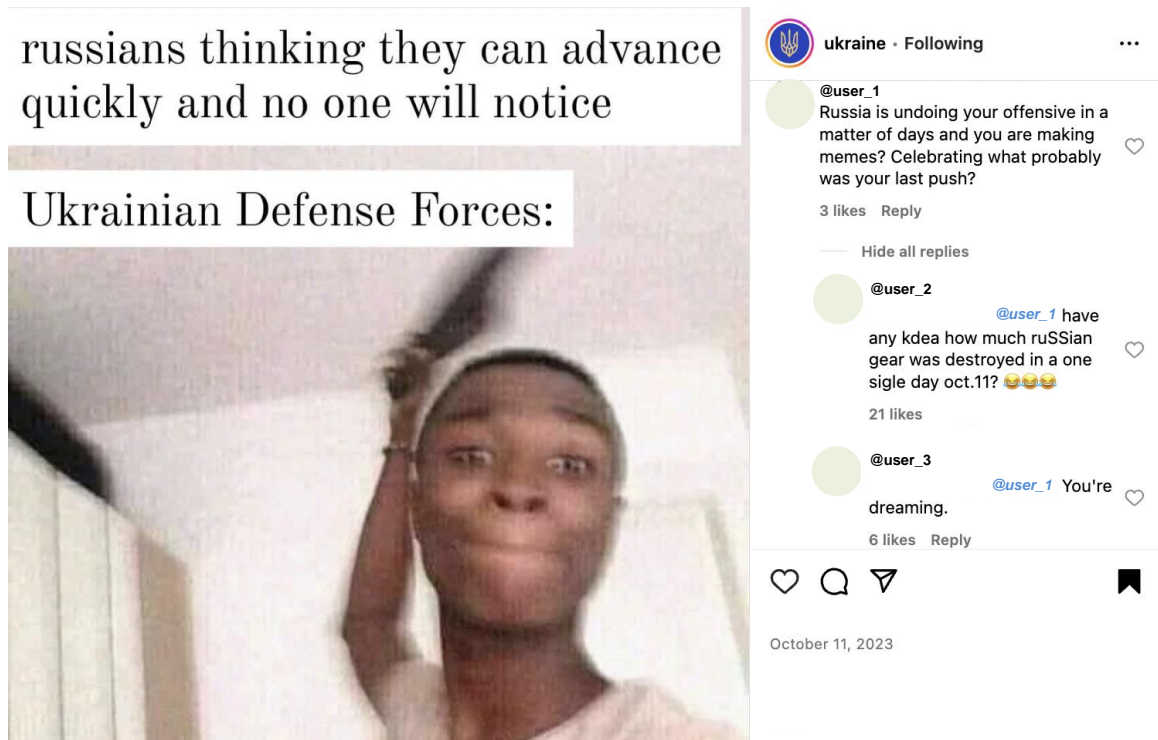 russians thinking they can advance
quickly and no one will notice
Ukrainian Defense Forces:
ukraine • Following
@user_1
Russia is undoing your offensive in a
matter of days and you are making
memes? Celebrating what probably
was your last push?
3 likes Reply
Hide all replies
@user_2
@user_1 have
any kdea how much ruSSian
gear was destroyed in a one
sigle day oct.11? 😂😂😂
21 likes
@user_3
@user_1 You're
dreaming.
6 likes Reply
October 11, 2023